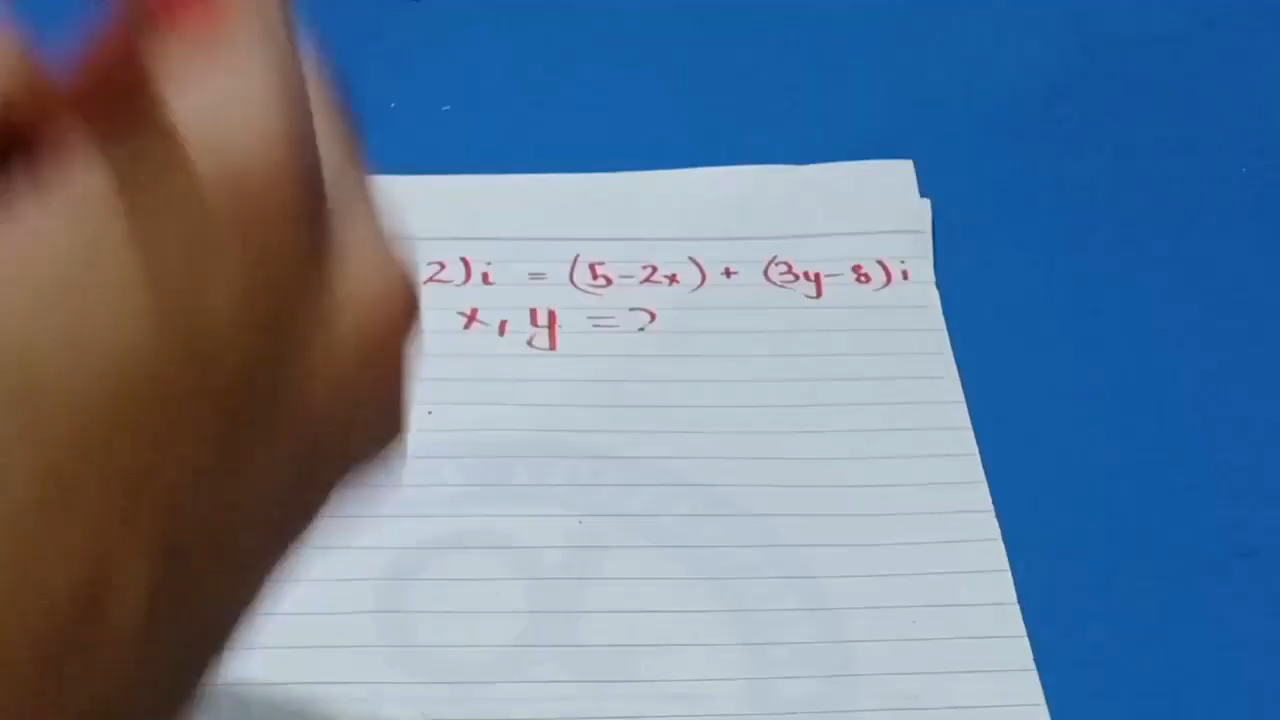 2)i = (5-2x) + (3y-8)i
x, y = ?